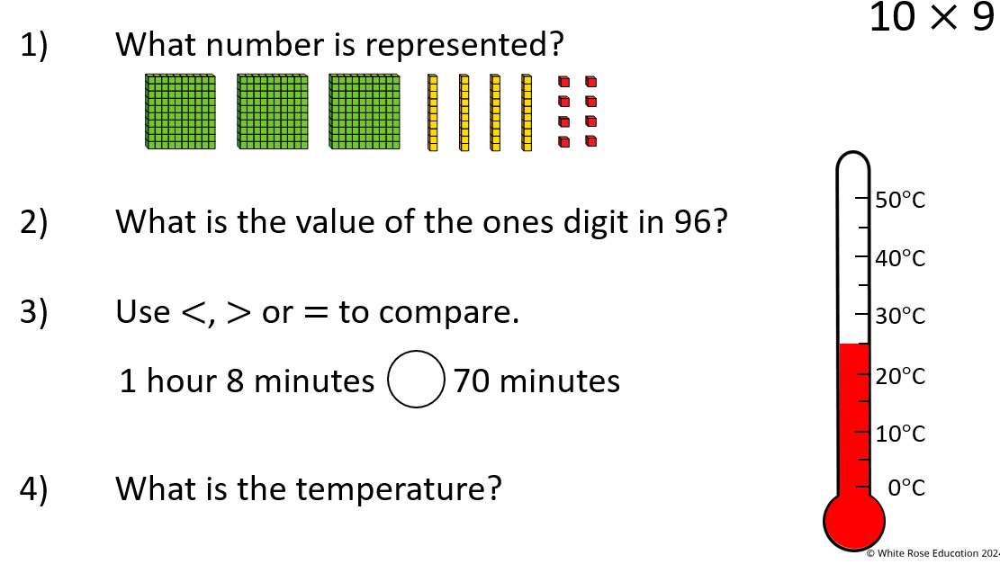 10 × 9
1) What number is represented?
2) What is the value of the ones digit in 96?
3) Use <, > or = to compare.
1 hour 8 minutes 70 minutes
4) What is the temperature?
50°C
40°C
30°C
20°C
10°C
0°C
© White Rose Education 2024